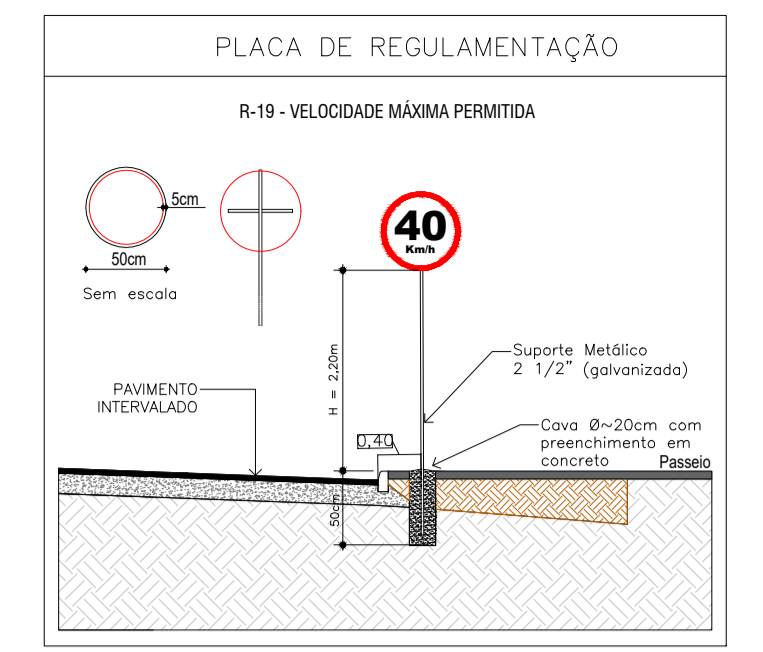 PLACA DE REGULAMENTAÇÃO
R-19 - VELOCIDADE MÁXIMA PERMITIDA
5cm
50cm
Sem escala
40
Km/h
H = 2,20m
Suporte Metálico
2 1/2" (galvanizada)
PAVIMENTO
INTERVALADO
0,40
Cava Ø~20cm com
preenchimento em
concreto
Passeio
50cm